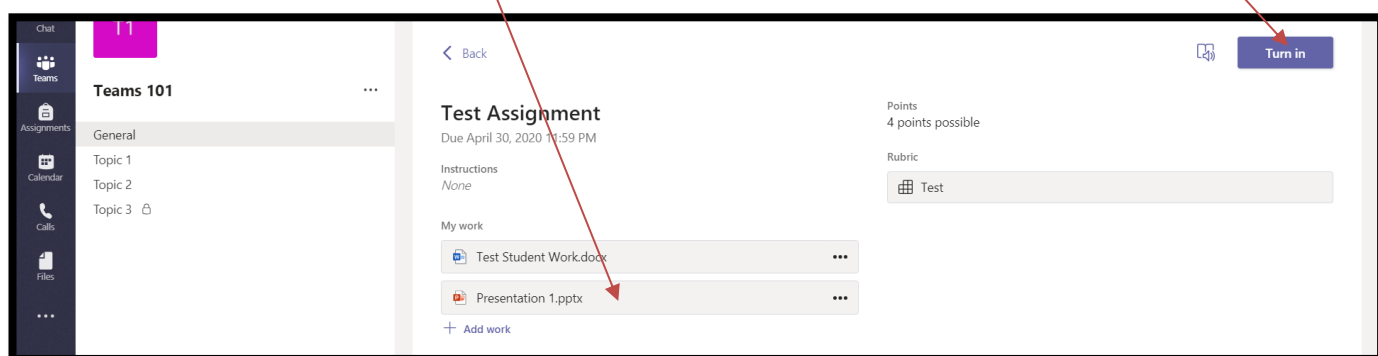 Chat
Teams
Assignments
Calendar
Calls
Files
...
T1
Teams 101
...
General
Topic 1
Topic 2
Topic 3
Back
Turn in
Test Assignment
Due April 30, 2020 11:59 PM
Instructions
None
My work
Test Student Work.docx
...
Presentation 1.pptx
...
+ Add work
Points
4 points possible
Rubric
Test